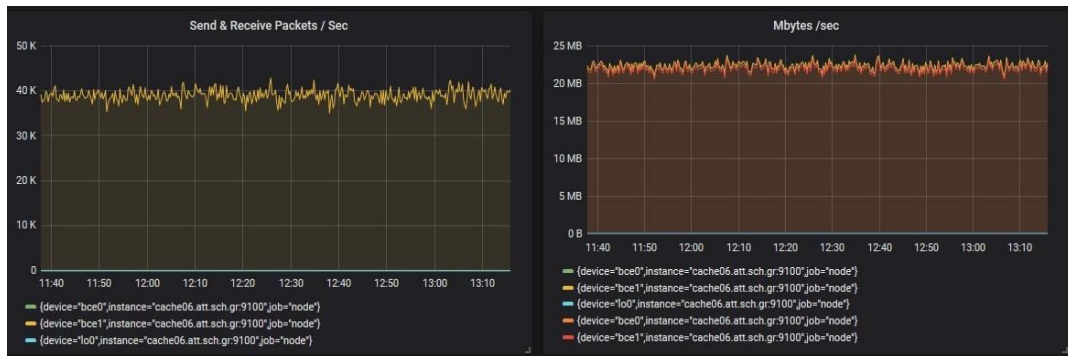 Send & Receive Packets / Sec
50 K
40 K
30 K
20 K
10 K
0
11:40 11:50 12:00 12:10 12:20 12:30 12:40 12:50 13:00 13:10
{device="bce0",instance="cache06.att.sch.gr:9100",job="node"}
{device="bce1",instance="cache06.att.sch.gr:9100",job="node"}
{device="lo0",instance="cache06.att.sch.gr:9100",job="node"}
Mbytes /sec
25 MB
20 MB
15 MB
10 MB
5 MB
0 B
11:40 11:50 12:00 12:10 12:20 12:30 12:40 12:50 13:00 13:10
{device="bce0",instance="cache06.att.sch.gr:9100",job="node"}
{device="bce1",instance="cache06.att.sch.gr:9100",job="node"}
{device="lo0",instance="cache06.att.sch.gr:9100",job="node"}
{device="bce0",instance="cache06.att.sch.gr:9100",job="node"}
{device="bce1",instance="cache06.att.sch.gr:9100",job="node"}